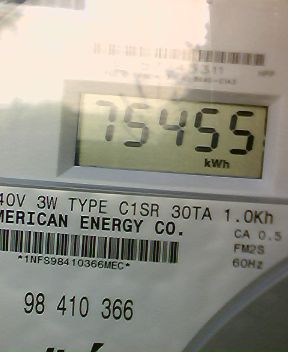 75455
kWh
40V 3W TYPE C1SR 30TA 1.0Kh
MERICAN ENERGY CO.
CA 0.5
FM2S
60Hz
*1NFS98410366MEC*
98 410 366